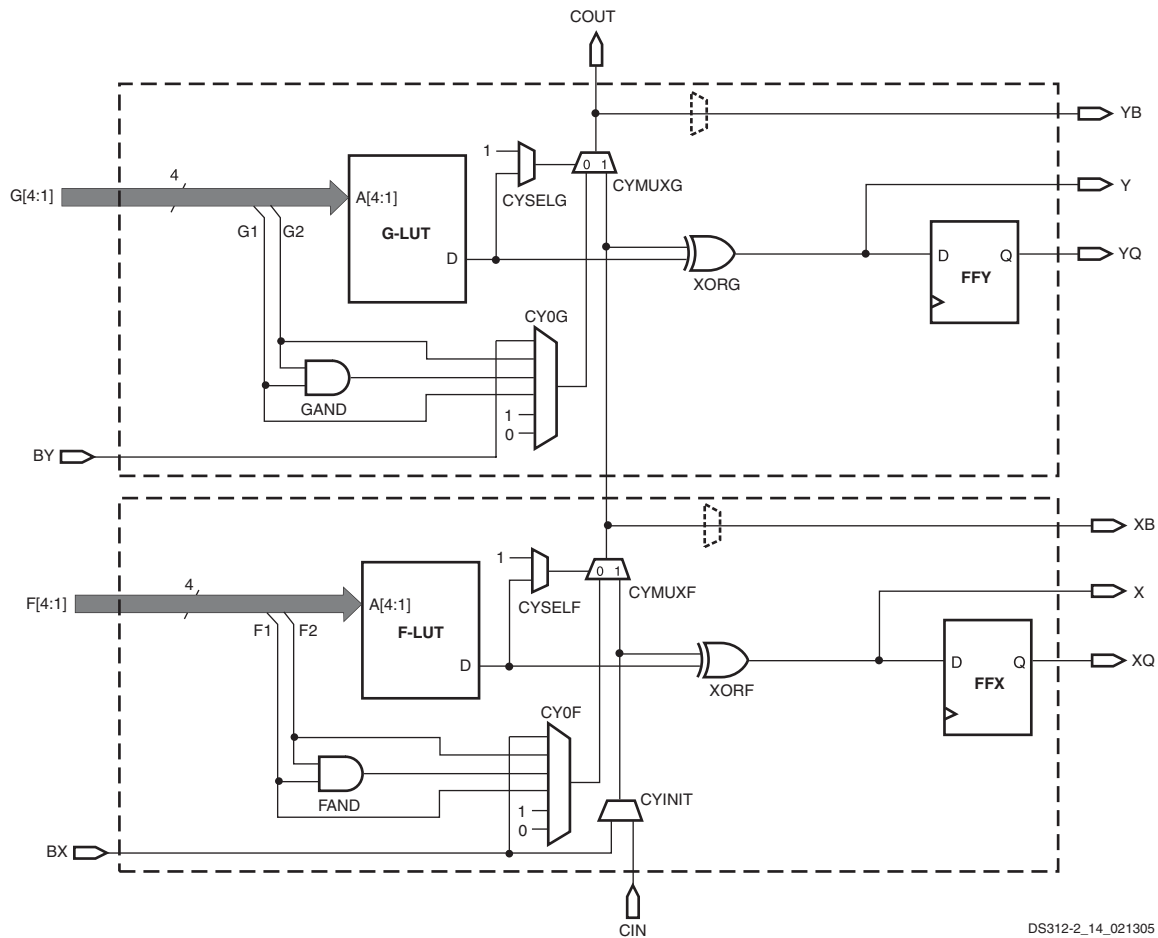 COUT
YB
1
4
0 1
CYMUXG
G[4:1]
A[4:1]
CYSELG
Y
G1
G2
G-LUT
D
XORG
D
Q
FFY
YQ
CY0G
GAND
1
0
BY
XB
1
0 1
4
CYMUXF
X
F[4:1]
A[4:1]
CYSELF
F1
F2
F-LUT
D
XORF
D
Q
FFX
XQ
CY0F
FAND
1
0
CYINIT
BX
CIN
DS312-2_14_021305